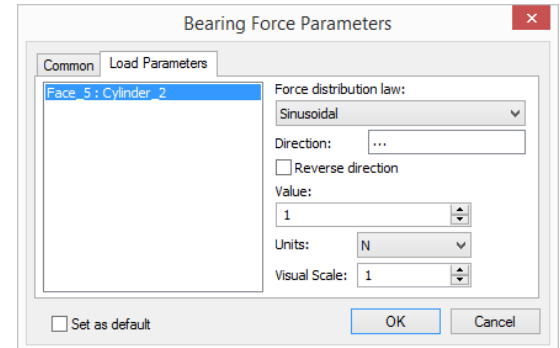 Bearing Force Parameters
Common
Load Parameters
Face_5 : Cylinder_2
Force distribution law:
Sinusoidal
Direction:
...
Reverse direction
Value:
1
Units:
N
Visual Scale:
1
Set as default
OK
Cancel